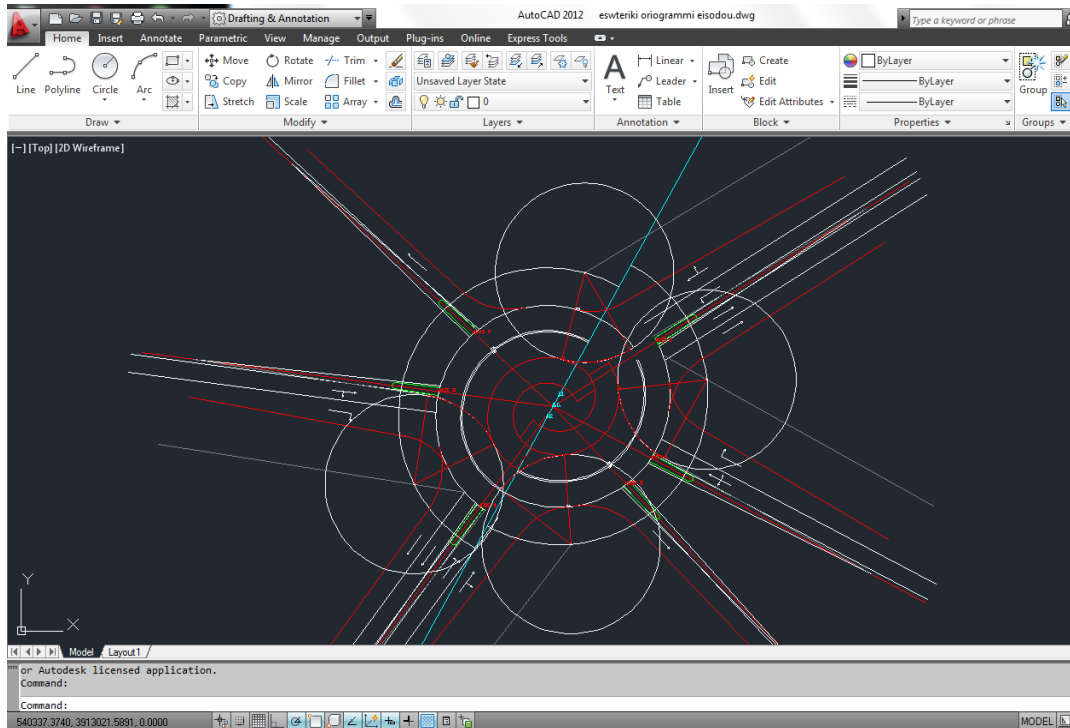 Drafting & Annotation
AutoCAD 2012 eswteriki oriogrammi eisodou.dwg
Type a keyword or phrase
Home Insert Annotate Parametric View Manage Output Plug-ins Online Express Tools
Line Polyline Circle Arc
Move Rotate Trim
Copy Mirror Fillet
Stretch Scale Array
Unsaved Layer State
0
Text
Linear
Leader
Table
Insert
Create
Edit
Edit Attributes
ByLayer
ByLayer
ByLayer
Group
Draw Modify Layers Annotation Block Properties Groups
[−][Top][2D Wireframe]
Y
X
Model Layout1
or Autodesk licensed application.
Command:
Command:
540337.3740, 3913021.5891, 0.0000
MODEL